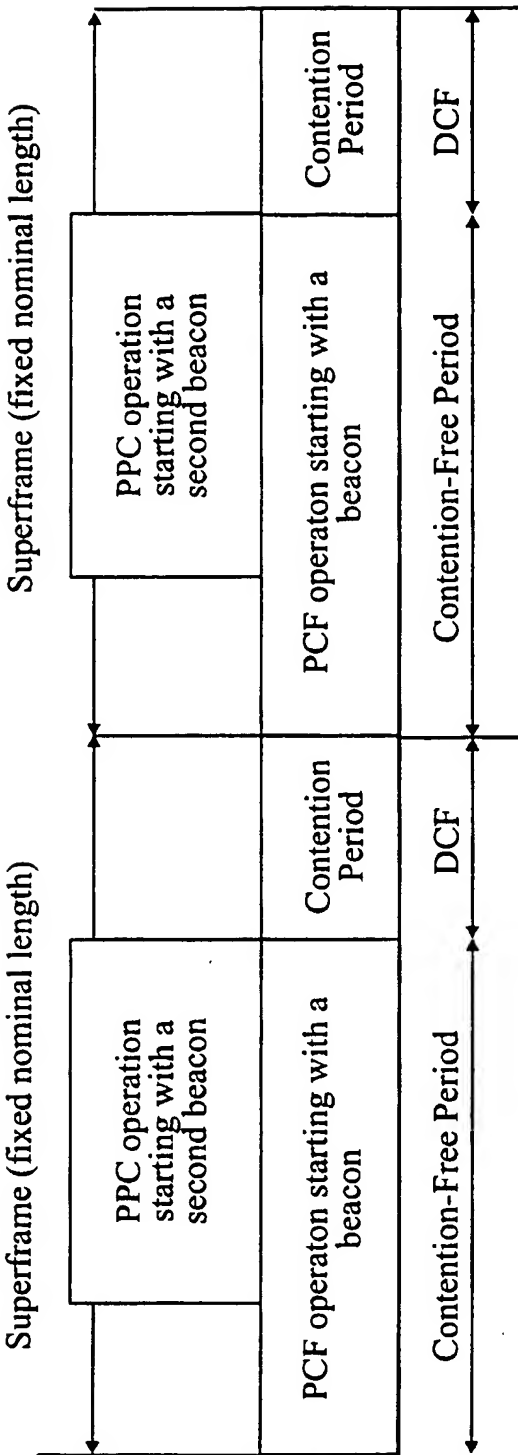 Superframe (fixed nominal length)
Superframe (fixed nominal length)
PPC operation
starting with a
second beacon
PPC operation
starting with a
second beacon
PCF operaton starting with a
beacon
Contention
Period
PCF operaton starting with a
beacon
Contention
Period
Contention-Free Period
DCF
Contention-Free Period
DCF